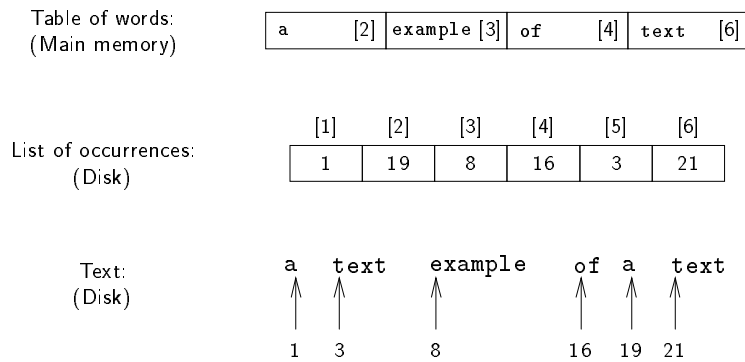 Table of words:
(Main memory)
a [2] example [3] of [4] text [6]
[1] [2] [3] [4] [5] [6]
List of occurrences:
(Disk)
1 19 8 16 3 21
Text:
(Disk)
a text example of a text
1 3 8 16 19 21